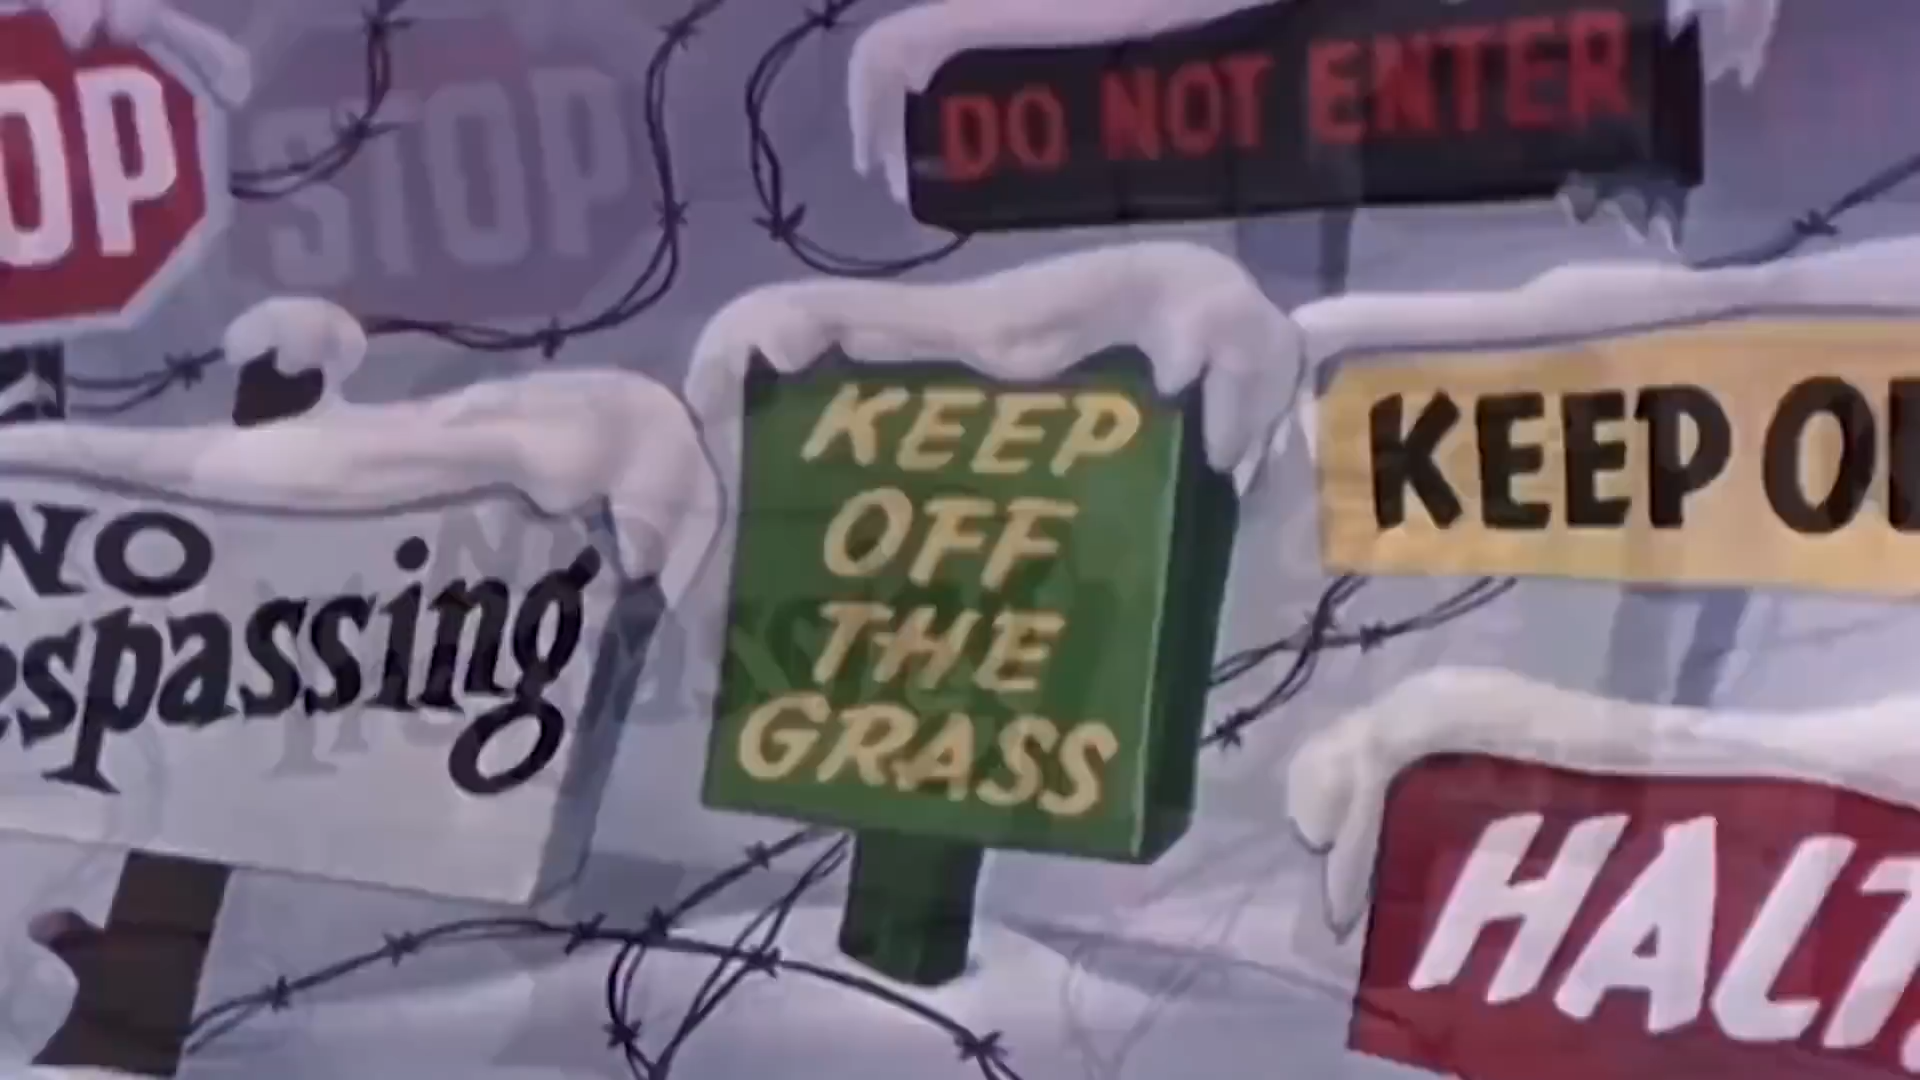 OP
STOP
DO NOT ENTER
KEEP
OFF
THE
GRASS
KEEP O
NO
espassing
HALT!